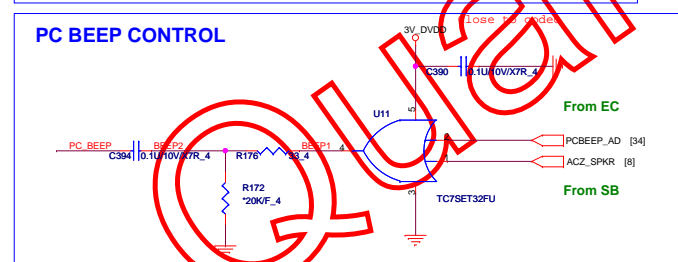 Close to codec
PC BEEP CONTROL
3V_DVDD
C390
0.1U/10V/X7R_4
From EC
U11
5
PC_BEEP
C394
0.1U/10V/X7R_4
BEEP2
R176
33_4
BEEP1
4
PCBEEP_AD [34]
ACZ_SPKR [8]
R172
*20K/F_4
3
TC7SET32FU
From SB
Qua